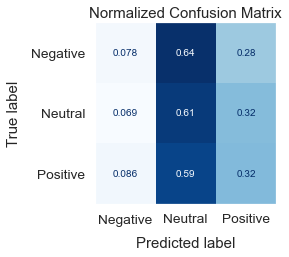 Normalized Confusion Matrix
True label
Negative 0.078 0.64 0.28
Neutral 0.069 0.61 0.32
Positive 0.086 0.59 0.32
Negative Neutral Positive
Predicted label